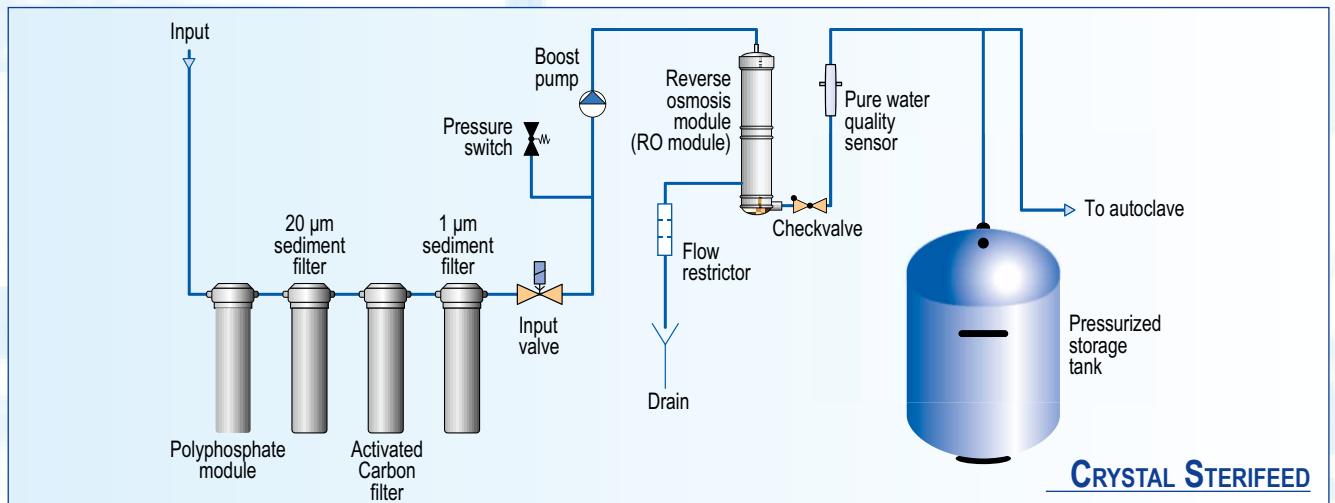 Input
Boost
pump
Pressure
switch
Reverse
osmosis
module
(RO module)
Pure water
quality
sensor
To autoclave
Checkvalve
20 µm
sediment
filter
1 µm
sediment
filter
Flow
restrictor
Input
valve
Pressurized
storage
tank
Drain
Polyphosphate
module
Activated
Carbon
filter
CRYSTAL STERIFEED